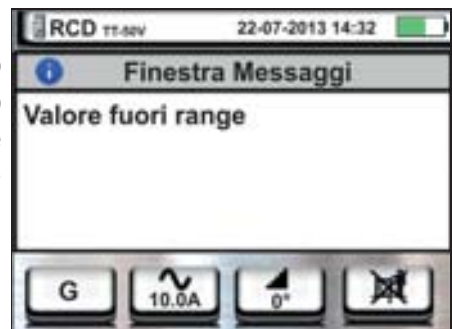 RCD TT-50V 22-07-2013 14:32
Finestra Messaggi
Valore fuori range
G 10.0A 0°